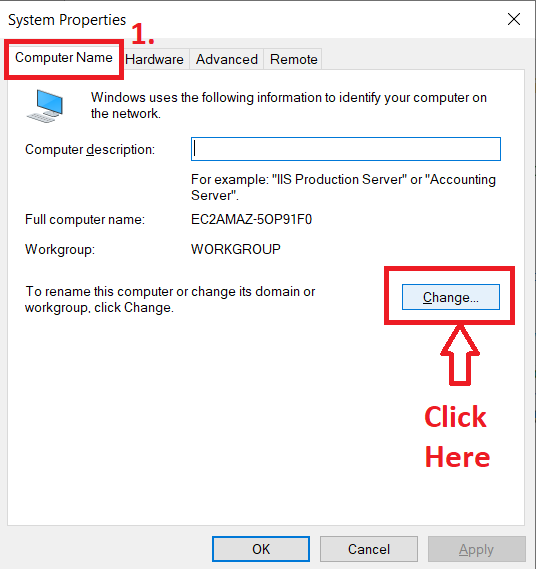 System Properties
1.
Computer Name Hardware Advanced Remote
Windows uses the following information to identify your computer on
the network.
Computer description:
For example: "IIS Production Server" or "Accounting
Server".
Full computer name: EC2AMAZ-5OP91F0
Workgroup: WORKGROUP
To rename this computer or change its domain or
workgroup, click Change.
Change...
Click
Here
OK Cancel Apply